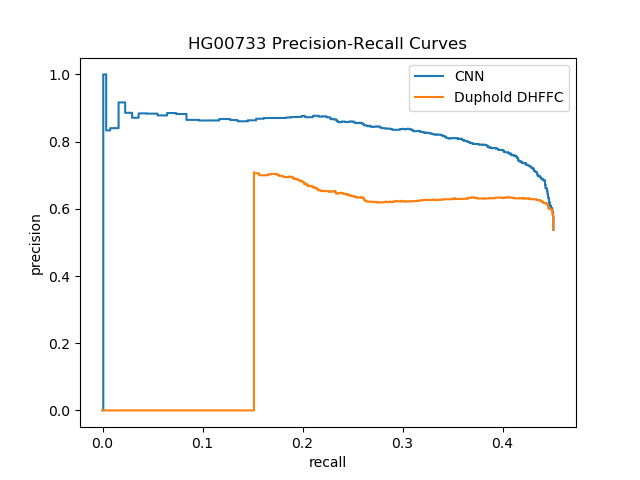 HG00733 Precision-Recall Curves
CNN
Duphold DHFFC
precision
1.0
0.8
0.6
0.4
0.2
0.0
0.0 0.1 0.2 0.3 0.4
recall